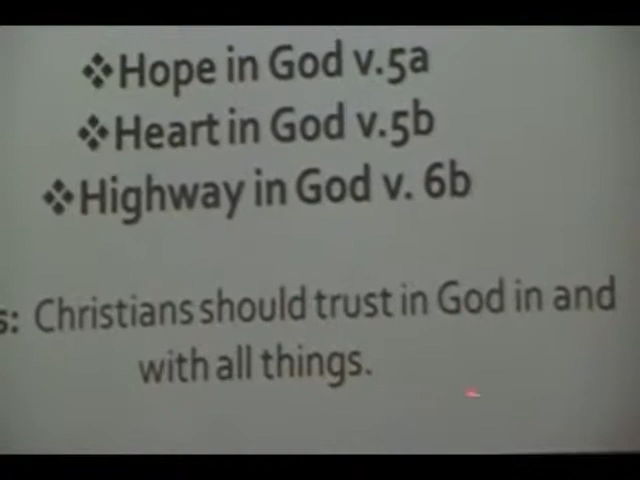 ❖Hope in God v.5a
❖Heart in God v.5b
❖Highway in God v. 6b
s: Christians should trust in God in and
with all things.